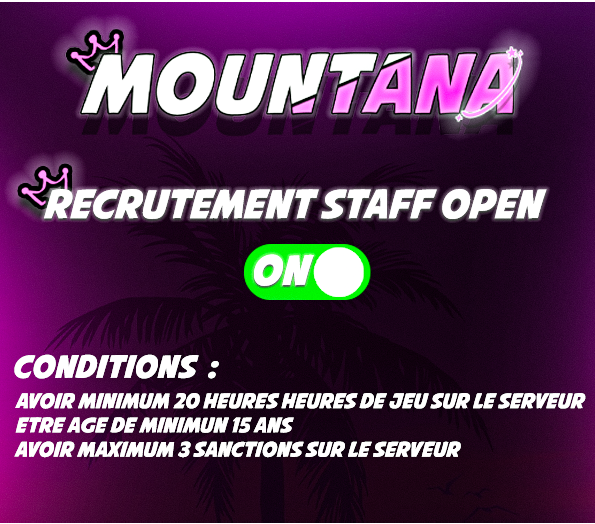 MOUNTANA
RECRUTEMENT STAFF OPEN
ON
CONDITIONS :
AVOIR MINIMUM 20 HEURES HEURES DE JEU SUR LE SERVEUR
ETRE AGE DE MINIMUN 15 ANS
AVOIR MAXIMUM 3 SANCTIONS SUR LE SERVEUR